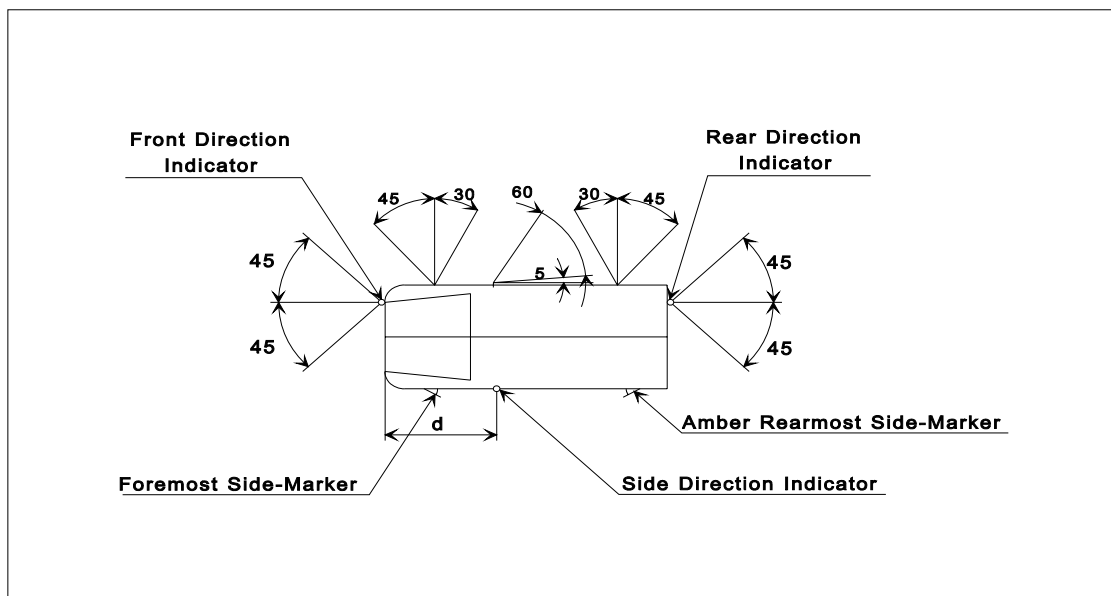 Front Direction
Indicator
Rear Direction
Indicator
45
30
60
30
45
45
5
45
45
45
d
Amber Rearmost Side-Marker
Foremost Side-Marker
Side Direction Indicator